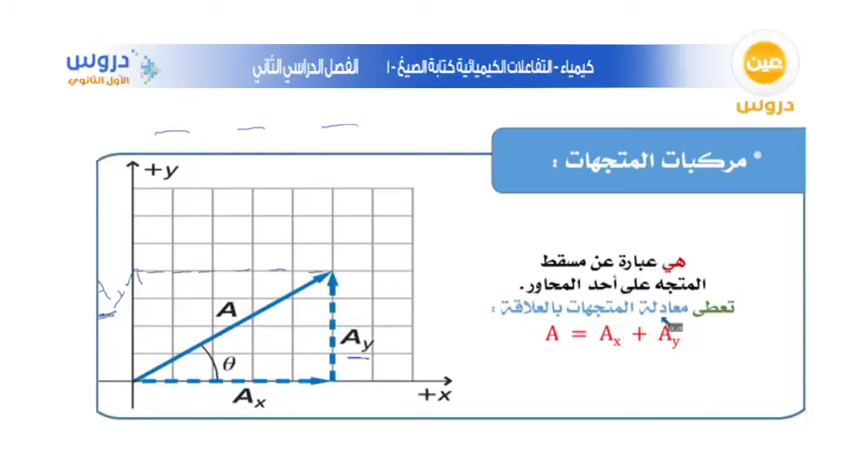 دروس
الأول الثانوي
الفصل الدراسي الثاني
كيمياء - التفاعلات الكيميائية كتابة الصيغ - ١
عين
دروس
* مركبات المتجهات :
هي عبارة عن مسقط
المتجه على أحد المحاور.
تعطى معادلة المتجهات بالعلاقة :
A = Ax + Ay
+y
A
Ay
θ
Ax
+x